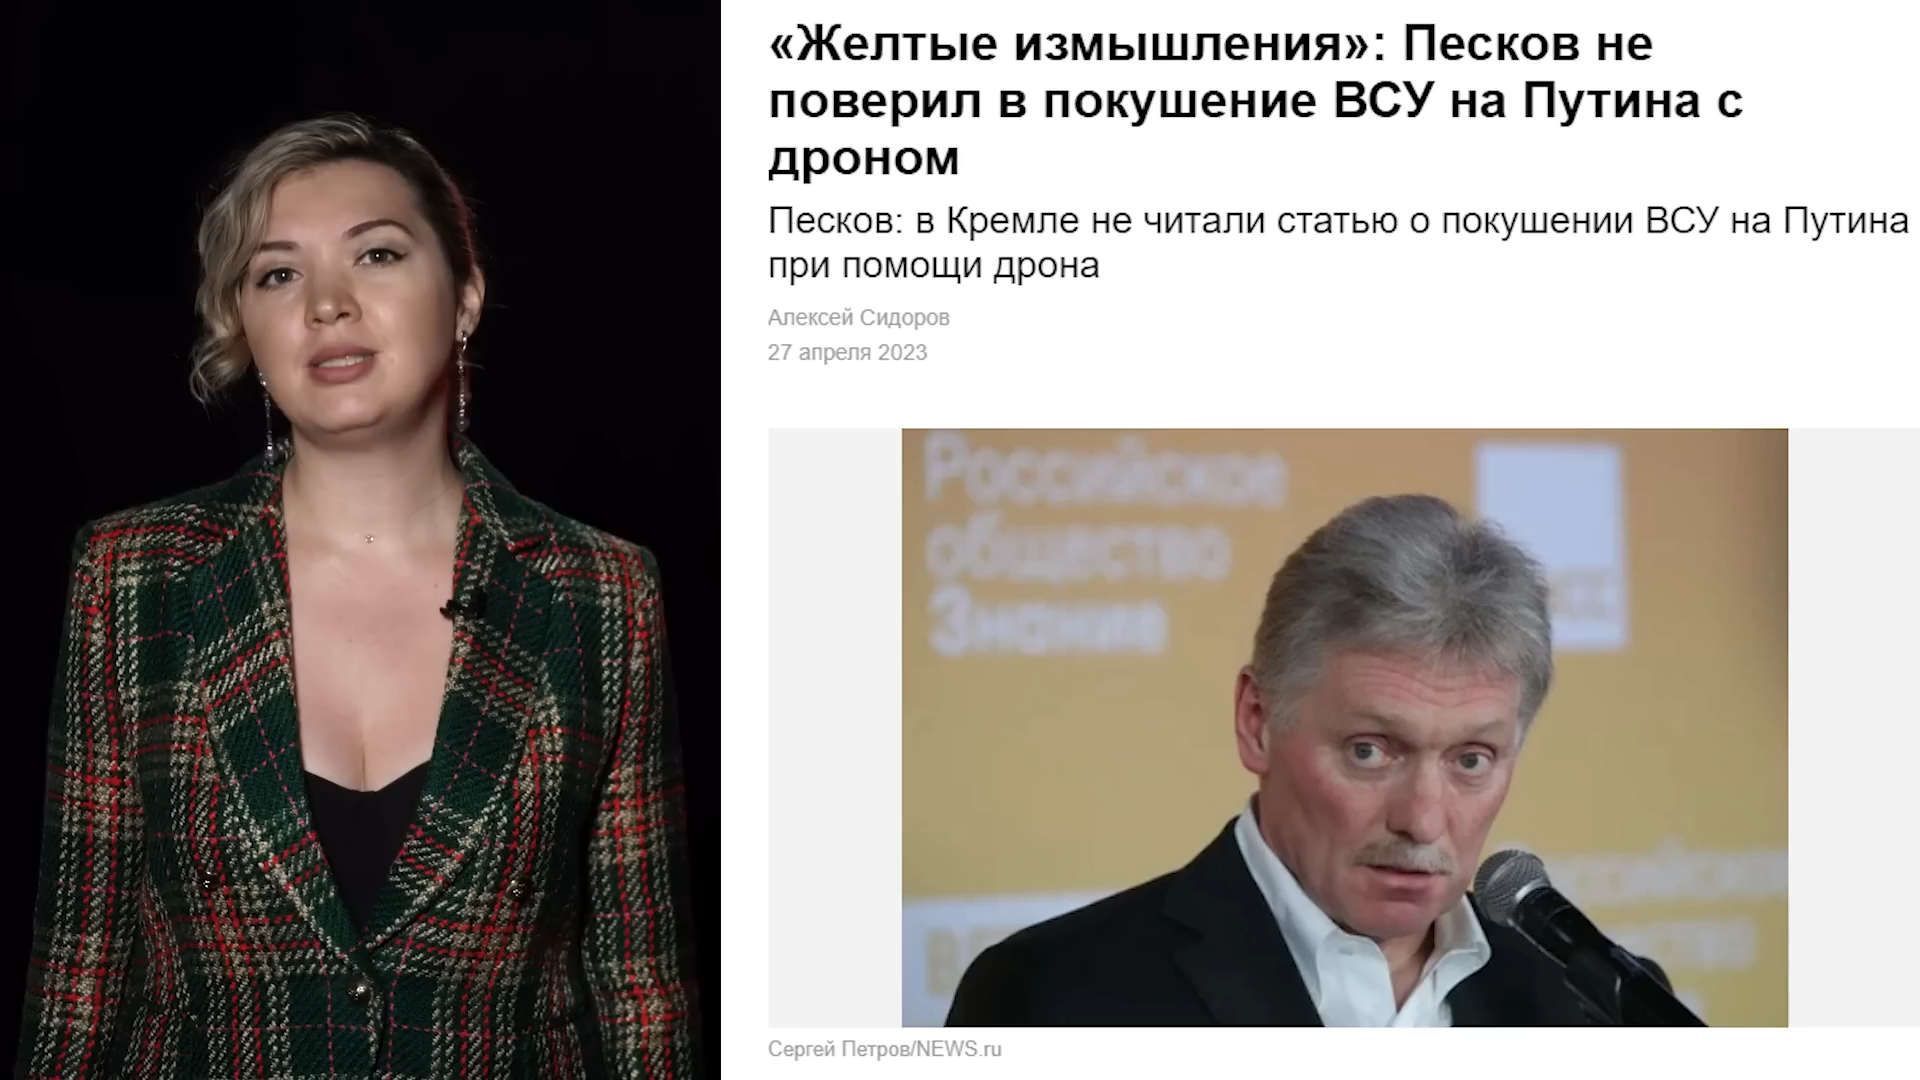 «Желтые измышления»: Песков не
поверил в покушение ВСУ на Путина с
дроном
Песков: в Кремле не читали статью о покушении ВСУ на Путина
при помощи дрона
Алексей Сидоров
27 апреля 2023
Российское
общество
Знание
Сергей Петров/NEWS.ru